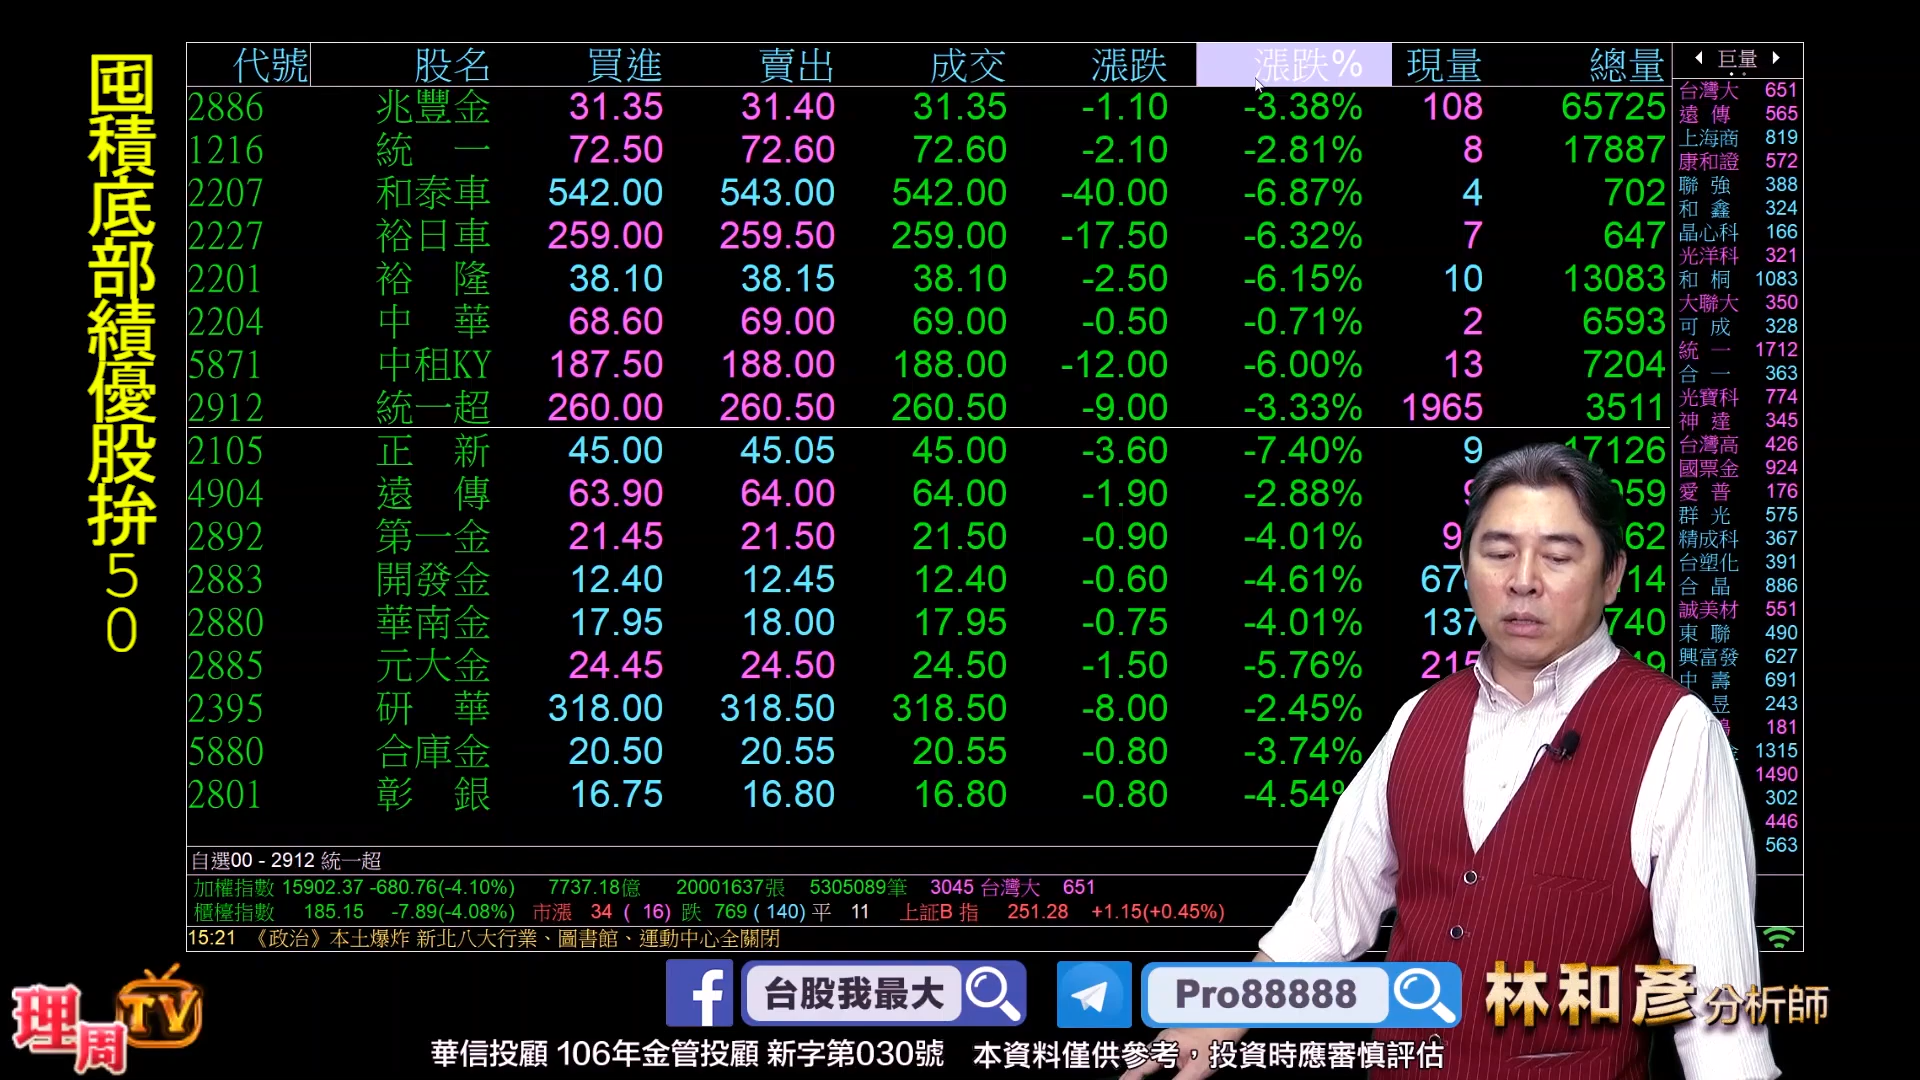 囤積底部績優股拚50
代號 股名 買進 賣出 成交 漲跌 漲跌% 現量 總量
2886 兆豐金 31.35 31.40 31.35 -1.10 -3.38% 108 65725
1216 統一 72.50 72.60 72.60 -2.10 -2.81% 8 17887
2207 和泰車 542.00 543.00 542.00 -40.00 -6.87% 4 702
2227 裕日車 259.00 259.50 259.00 -17.50 -6.32% 7 647
2201 裕隆 38.10 38.15 38.10 -2.50 -6.15% 10 13083
2204 中華 68.60 69.00 69.00 -0.50 -0.71% 2 6593
5871 中租KY 187.50 188.00 188.00 -12.00 -6.00% 13 7204
2912 統一超 260.00 260.50 260.50 -9.00 -3.33% 1965 3511
2105 正新 45.00 45.05 45.00 -3.60 -7.40% 9 17126
4904 遠傳 63.90 64.00 64.00 -1.90 -2.88%
2892 第一金 21.45 21.50 21.50 -0.90 -4.01%
2883 開發金 12.40 12.45 12.40 -0.60 -4.61%
2880 華南金 17.95 18.00 17.95 -0.75 -4.01%
2885 元大金 24.45 24.50 24.50 -1.50 -5.76%
2395 研華 318.00 318.50 318.50 -8.00 -2.45%
5880 合庫金 20.50 20.55 20.55 -0.80 -3.74%
2801 彰銀 16.75 16.80 16.80 -0.80 -4.54%
巨量
台灣大 651
遠傳 565
上海商 819
康和證 572
聯強 388
和鑫 324
晶心科 166
光洋科 321
和桐 1083
大聯大 350
可成 328
統一 1712
合一 363
光寶科 774
神達 345
台灣高 426
國票金 924
愛普 176
群光 575
精成科 367
台塑化 391
合晶 886
誠美材 551
東聯 490
興富發 627
中壽 691
昱 243
181
1315
1490
302
446
563
自選00 - 2912 統一超
加權指數 15902.37 -680.76(-4.10%) 7737.18億 20001637張 5305089筆 3045 台灣大 651
櫃檯指數 185.15 -7.89(-4.08%) 市漲 34 ( 16) 跌 769 ( 140) 平 11 上証B指 251.28 +1.15(+0.45%)
15:21 《政治》本土爆炸 新北八大行業、圖書館、運動中心全關閉
理周TV
f 台股我最大
Pro88888
林和彥分析師
華信投顧 106年金管投顧 新字第030號 本資料僅供參考，投資時應審慎評估